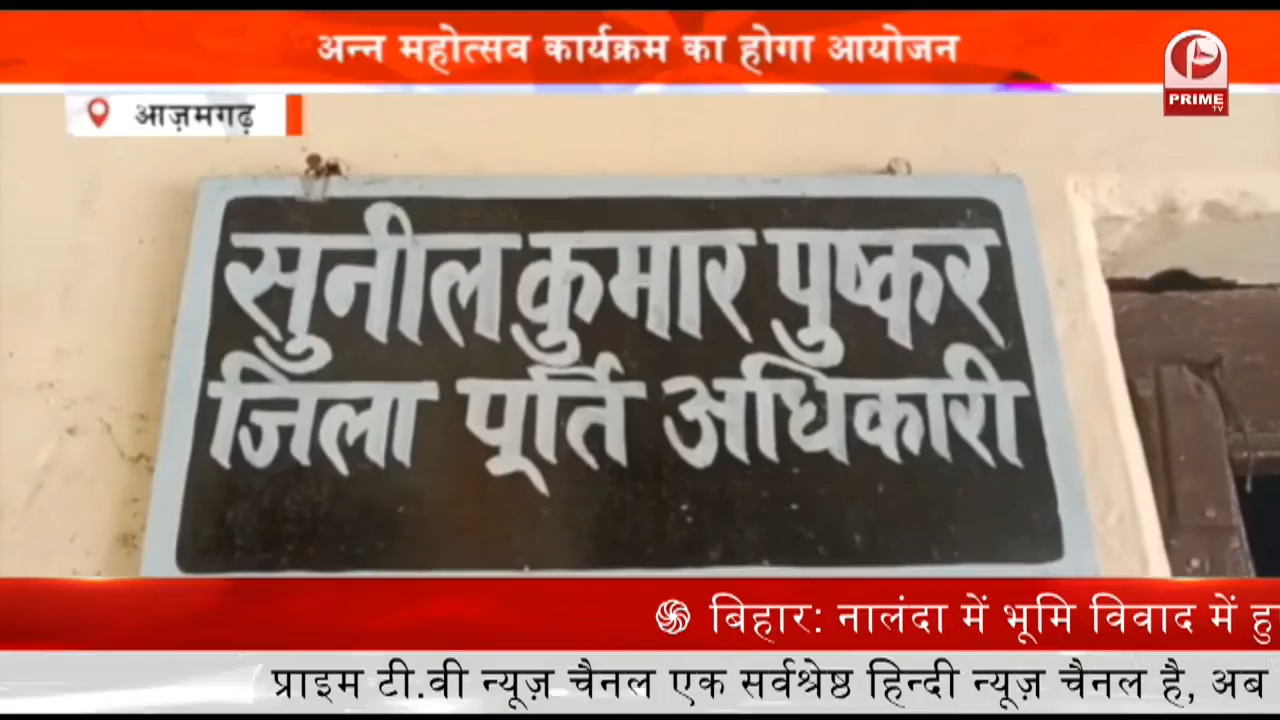 अन्न महोत्सव कार्यक्रम का होगा आयोजन
PRIME
TV
आज़मगढ़
सुनील कुमार पुष्कर
जिला पूर्ति अधिकारी
बिहार: नालंदा में भूमि विवाद में हु
प्राइम टी.वी न्यूज़ चैनल एक सर्वश्रेष्ठ हिन्दी न्यूज़ चैनल है, अब